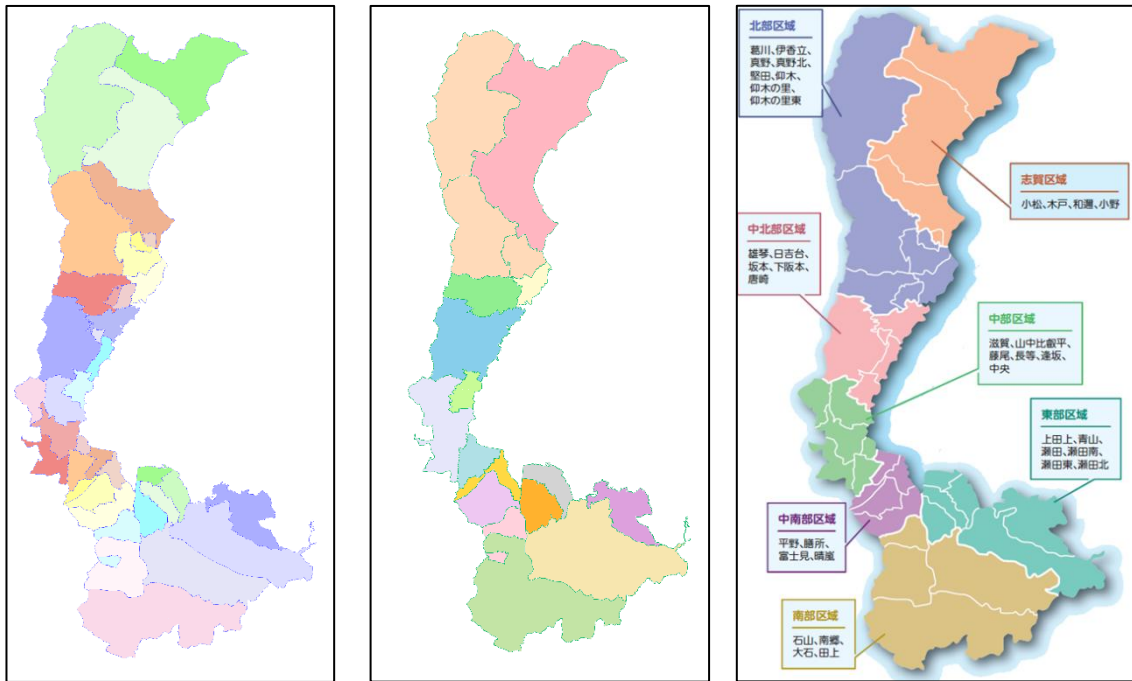 北部区域
葛川、伊香立、
真野、真野北、
堅田、仰木、
仰木の里、
仰木の里東
志賀区域
小松、木戸、和邇、小野
中北部区域
雄琴、日吉台、
坂本、下阪本、
唐崎
中部区域
滋賀、山中比叡平、
藤尾、長等、逢坂、
中央
東部区域
上田上、青山、
瀬田、瀬田南、
瀬田東、瀬田北
中南部区域
平野、膳所、
富士見、晴嵐
南部区域
石山、南郷、
大石、田上